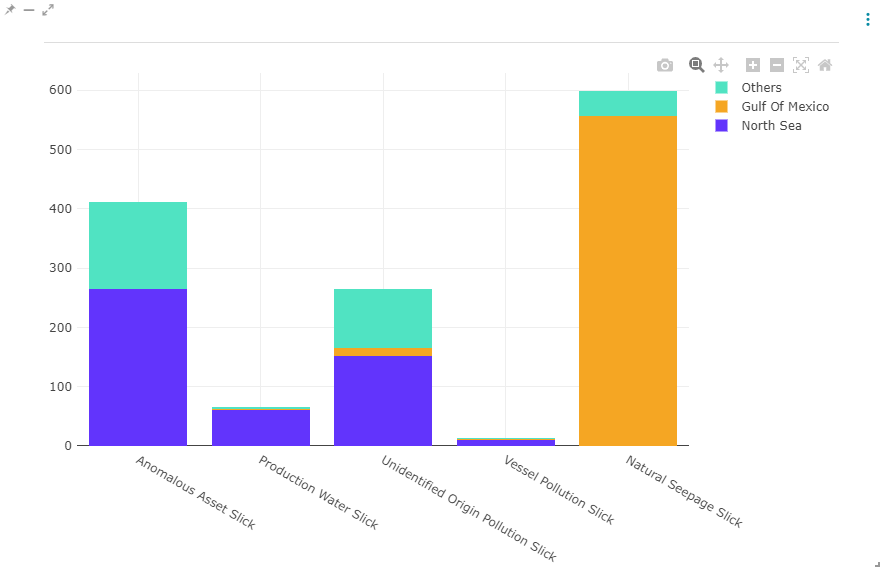 Others
Gulf Of Mexico
North Sea
600
500
400
300
200
100
0
Anomalous Asset Slick
Production Water Slick
Unidentified Origin Pollution Slick
Vessel Pollution Slick
Natural Seepage Slick